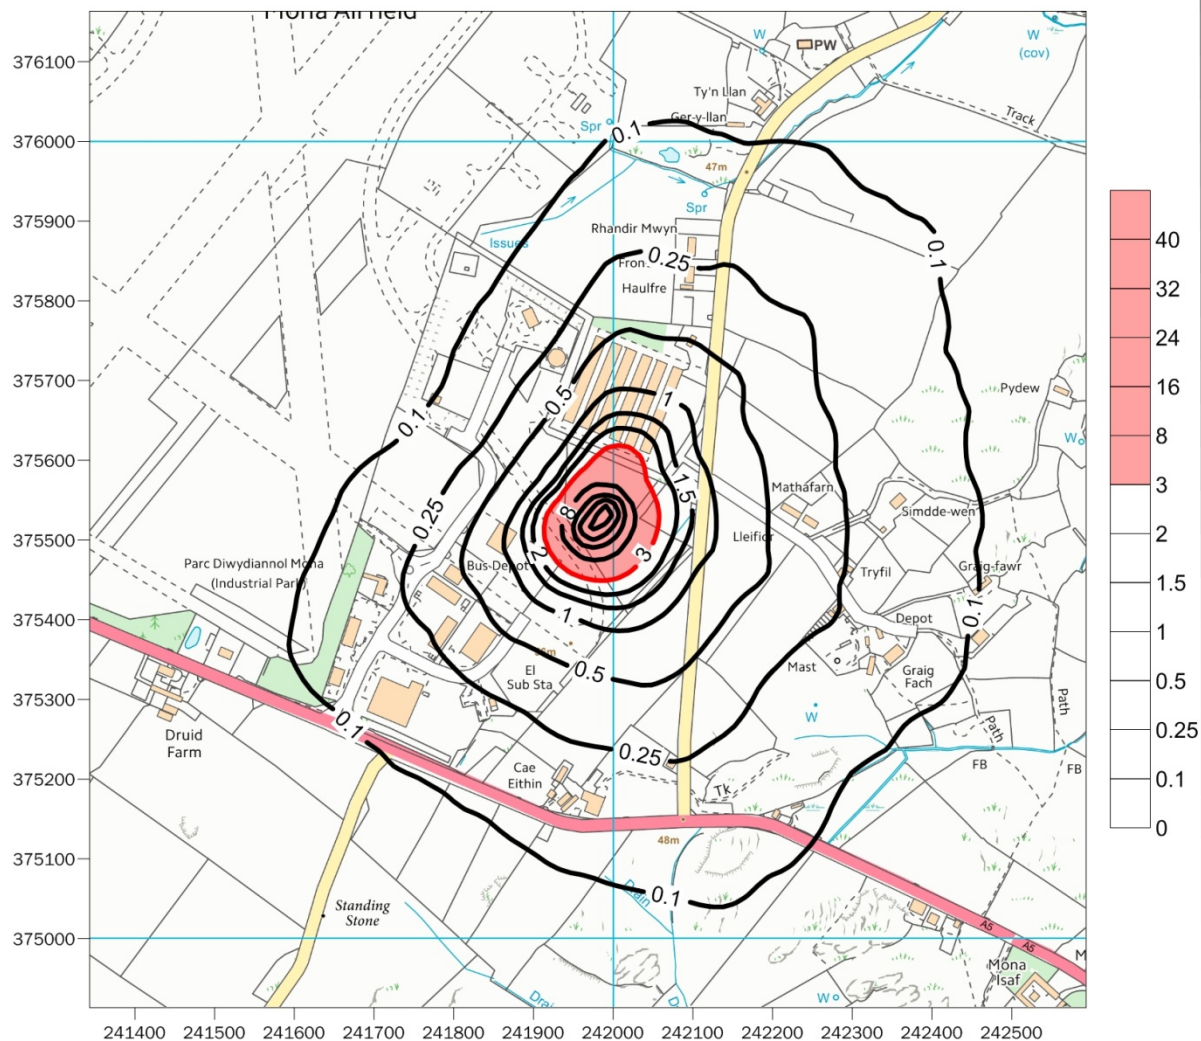 Mona Airfield
376100
376000
375900
375800
375700
375600
375500
375400
375300
375200
375100
375000
241400 241500 241600 241700 241800 241900 242000 242100 242200 242300 242400 242500
W
PW
W
(cov)
Ty'n Llan
Ger-y-llan
Track
Spr
0.1
47m
Spr
Rhandir Mwyn
Issues
0.25
Haulfre
0.1
0.5
1
Pydew
0.1
W
1.5
Mathafarn
Simdde-wen
8
0.25
Lleifior
2
3
Parc Diwydiannol Mona
(Industrial Park)
Bus Depot
Tryfil
Graig-fawr
1
0.1
Depot
El
Sub Sta
0.5
Mast
Graig
Fach
Path
Path
W
0.1
Druid
Farm
0.25
FB
FB
Cae
Eithin
Tk
48m
0.1
Drain
Standing
Stone
A5
A5
Mona
Isaf
M
W
Drai
D
40
32
24
16
8
3
2
1.5
1
0.5
0.25
0.1
0